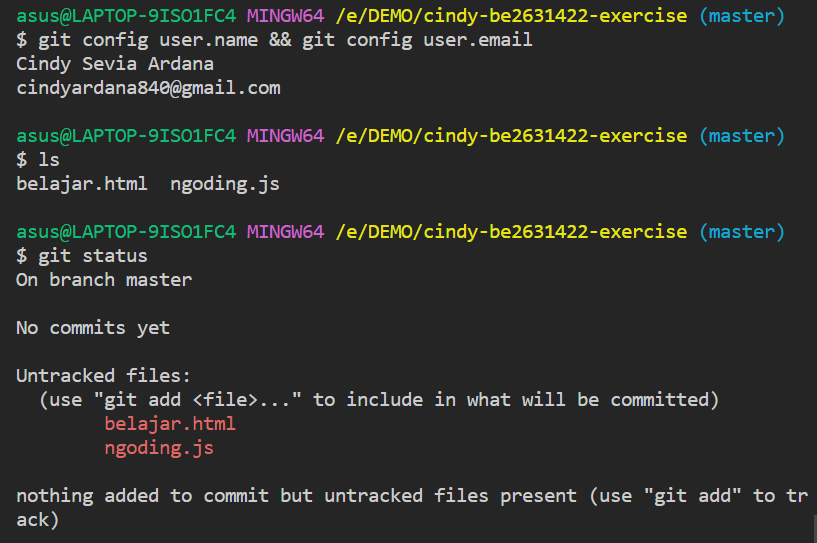 asus@LAPTOP-9ISO1FC4 MINGW64 /e/DEMO/cindy-be2631422-exercise (master)
$ git config user.name && git config user.email
Cindy Sevia Ardana
cindyardana840@gmail.com
asus@LAPTOP-9ISO1FC4 MINGW64 /e/DEMO/cindy-be2631422-exercise (master)
$ ls
belajar.html  ngoding.js
asus@LAPTOP-9ISO1FC4 MINGW64 /e/DEMO/cindy-be2631422-exercise (master)
$ git status
On branch master
No commits yet
Untracked files:
  (use "git add <file>..." to include in what will be committed)
        belajar.html
        ngoding.js
nothing added to commit but untracked files present (use "git add" to tr
ack)